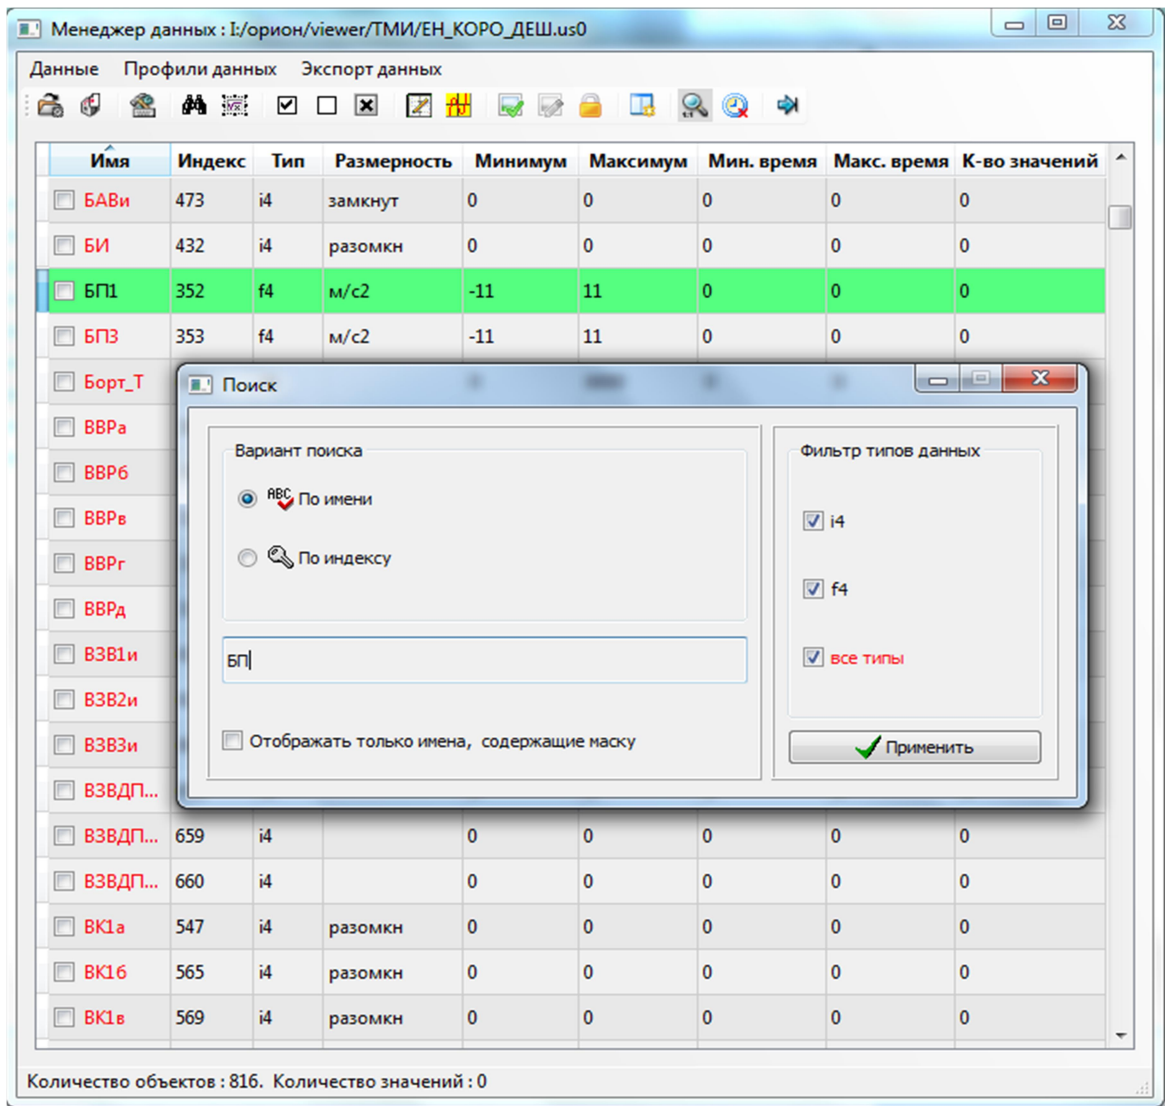 Менеджер данных : I:/орион/viewer/ТМИ/ЕН_КОРО_ДЕШ.us0
Данные Профили данных Экспорт данных
Имя Индекс Тип Размерность Минимум Максимум Мин. время Макс. время К-во значений
БАВи 473 i4 замкнут 0 0 0 0 0
БИ 432 i4 разомкн 0 0 0 0 0
БП1 352 f4 м/с2 -11 11 0 0 0
БП3 353 f4 м/с2 -11 11 0 0 0
Борт_Т
ВВРа
ВВРб
ВВРв
ВВРг
ВВРд
ВЗВ1и
ВЗВ2и
ВЗВ3и
ВЗВДП...
Поиск
Вариант поиска
ABC По имени
По индексу
БП
Отображать только имена, содержащие маску
Фильтр типов данных
i4
f4
все типы
Применить
ВЗВДП... 659 i4 0 0 0 0 0
ВЗВДП... 660 i4 0 0 0 0 0
ВК1а 547 i4 разомкн 0 0 0 0 0
ВК1б 565 i4 разомкн 0 0 0 0 0
ВК1в 569 i4 разомкн 0 0 0 0 0
Количество объектов : 816. Количество значений : 0